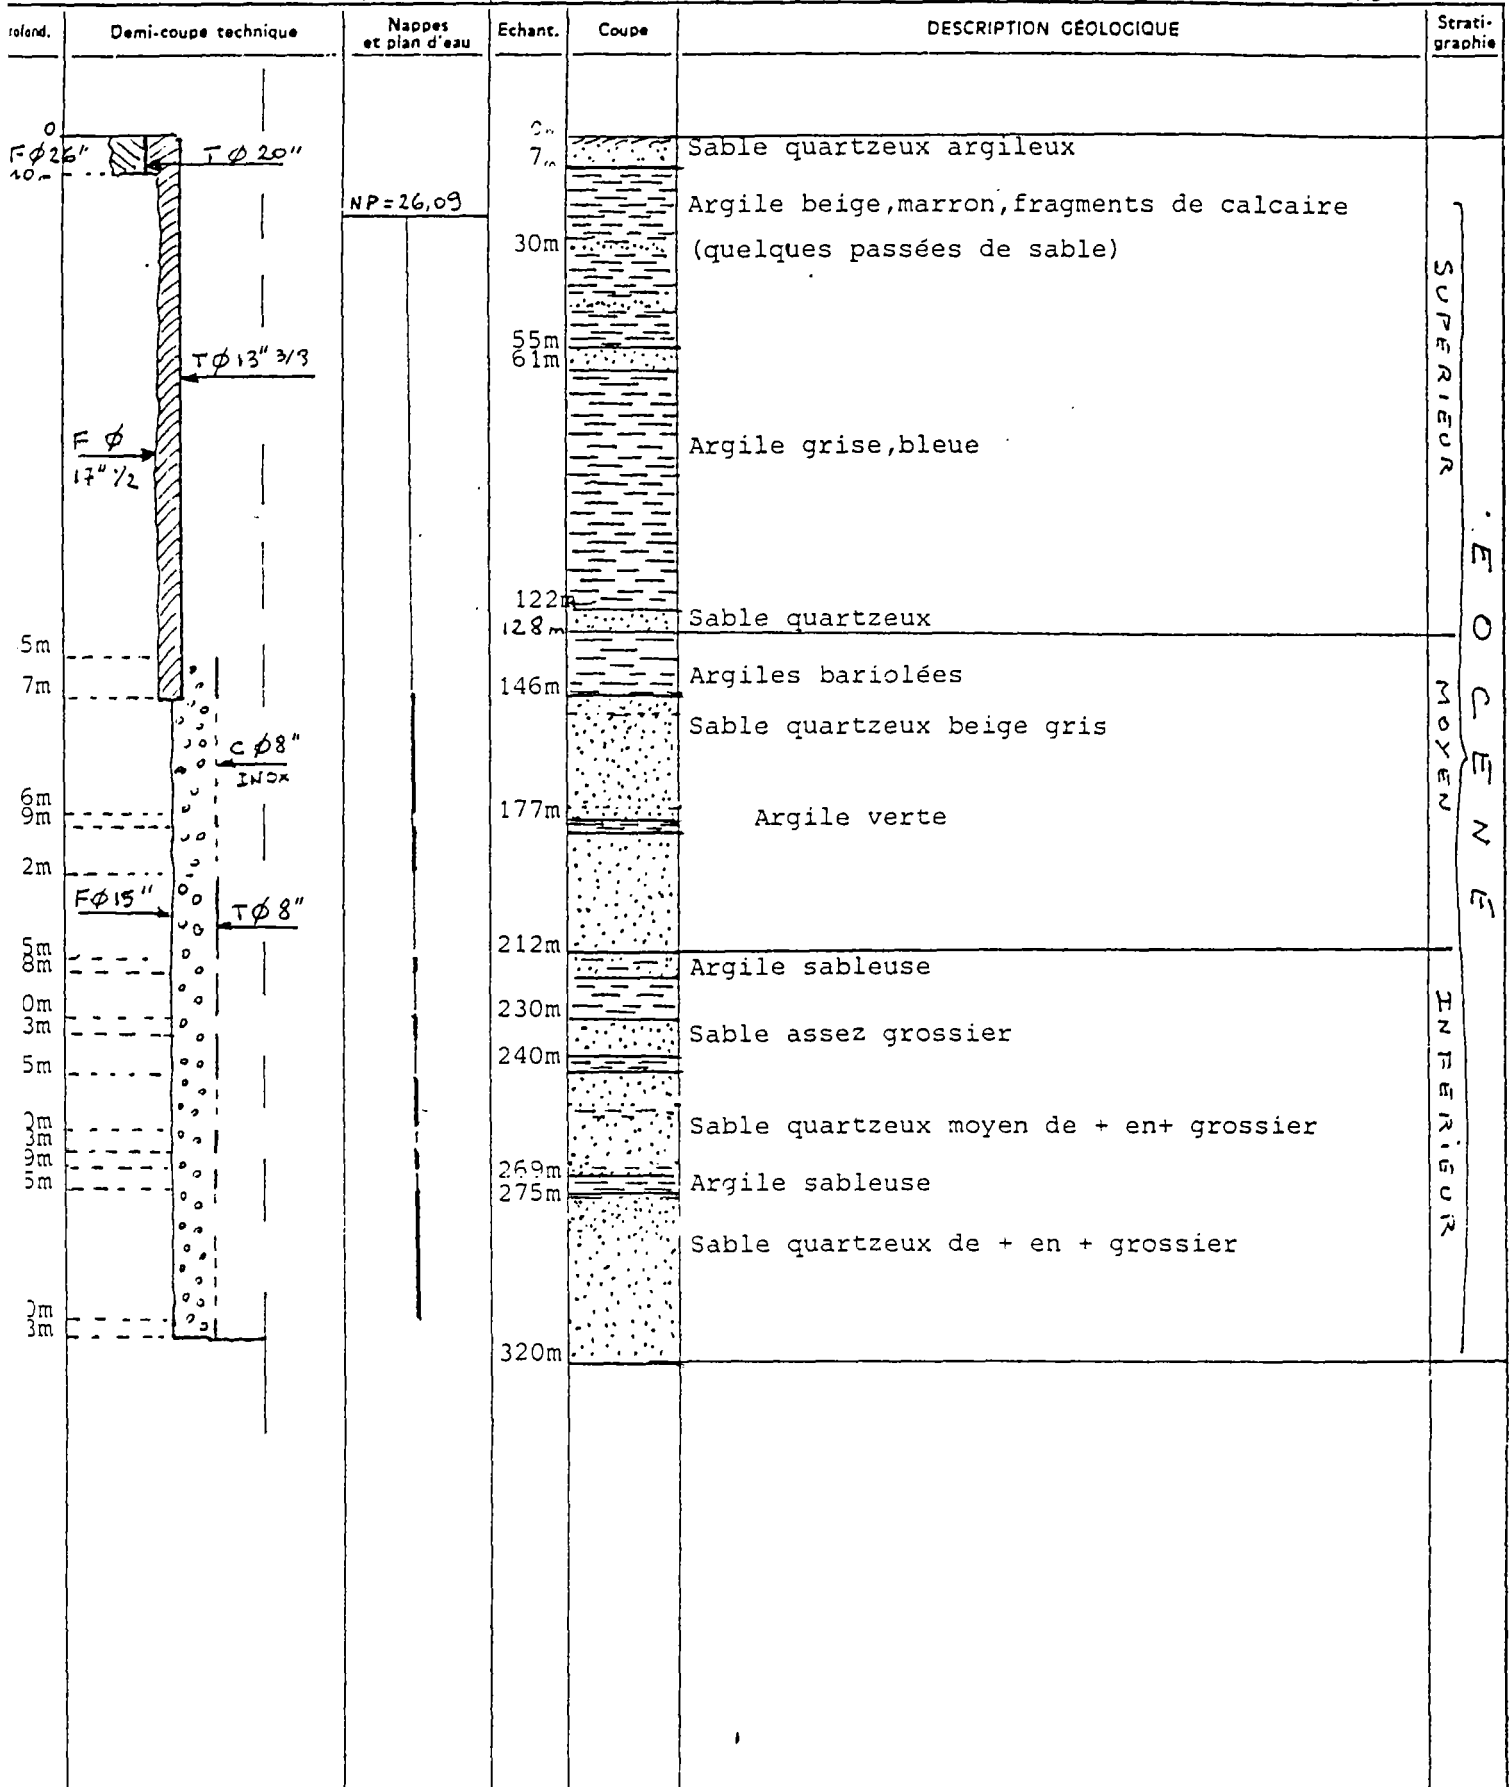 Demi-coupe technique
Nappes
et plan d'eau
Echant.
Coupe
DESCRIPTION GÉOLOGIQUE
Strati-
graphie
0
FØ26"
TØ20"
7m
Sable quartzeux argileux
NP=26,09
Argile beige,marron,fragments de calcaire
30m
(quelques passées de sable)
55m
61m
TØ13" 3/3
FØ
17" 1/2
Argile grise,bleue
SUPERIEUR
122m
Sable quartzeux
128m
5m
7m
Argiles bariolées
146m
Sable quartzeux beige gris
CØ8"
INOX
MOYEN
EOCENE
6m
9m
177m
Argile verte
2m
FØ15"
TØ8"
5m
8m
212m
Argile sableuse
0m
3m
230m
Sable assez grossier
240m
5m
INFERIEUR
0m
3m
Sable quartzeux moyen de + en+ grossier
9m
5m
269m
275m
Argile sableuse
Sable quartzeux de + en + grossier
0m
3m
320m